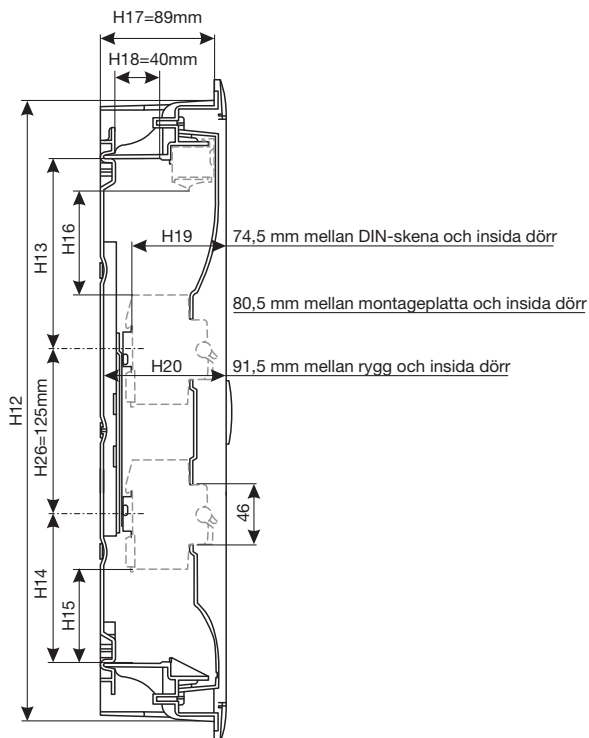 H17=89mm
H18=40mm
H19
74,5 mm mellan DIN-skena och insida dörr
H16
H13
80,5 mm mellan montageplatta och insida dörr
H20
91,5 mm mellan rygg och insida dörr
H12
H26=125mm
46
H14
H15